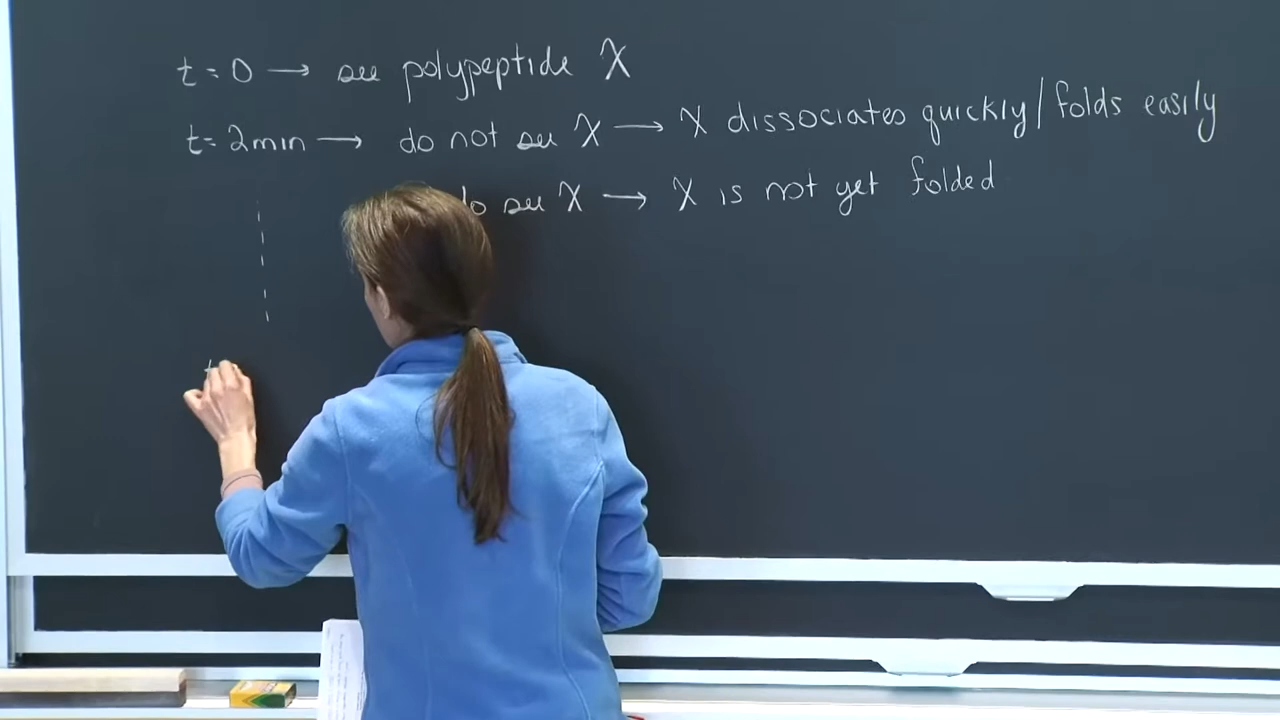 t = 0 → see polypeptide X
t = 2min → do not see X → X dissociates quickly/folds easily
do see X → X is not yet folded